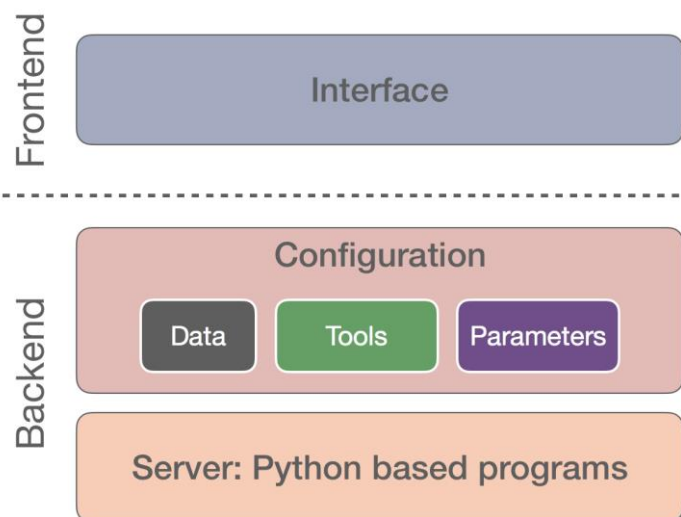 Frontend
Interface
Backend
Configuration
Data
Tools
Parameters
Server: Python based programs